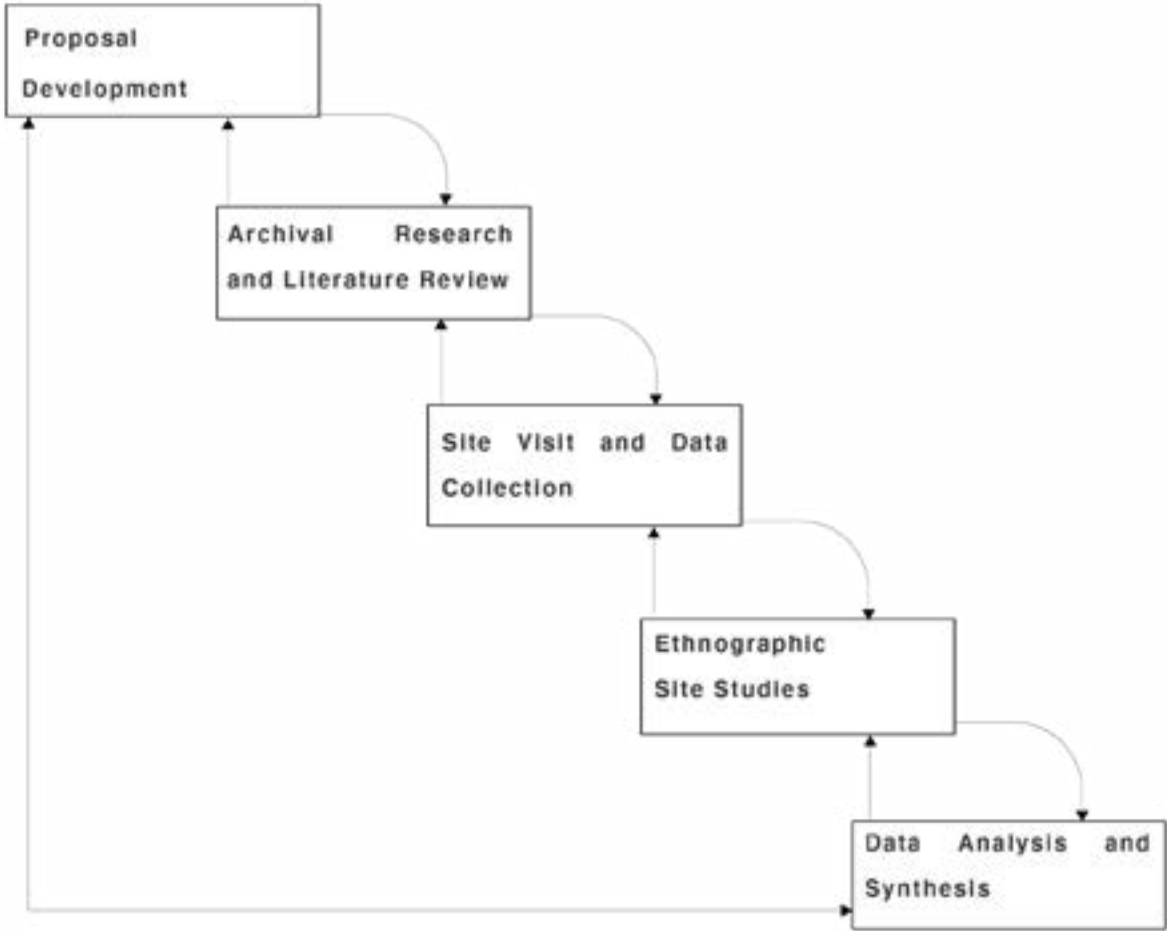 Proposal
Development
Archival Research
and Literature Review
Site Visit and Data
Collection
Ethnographic
Site Studies
Data Analysis and
Synthesis